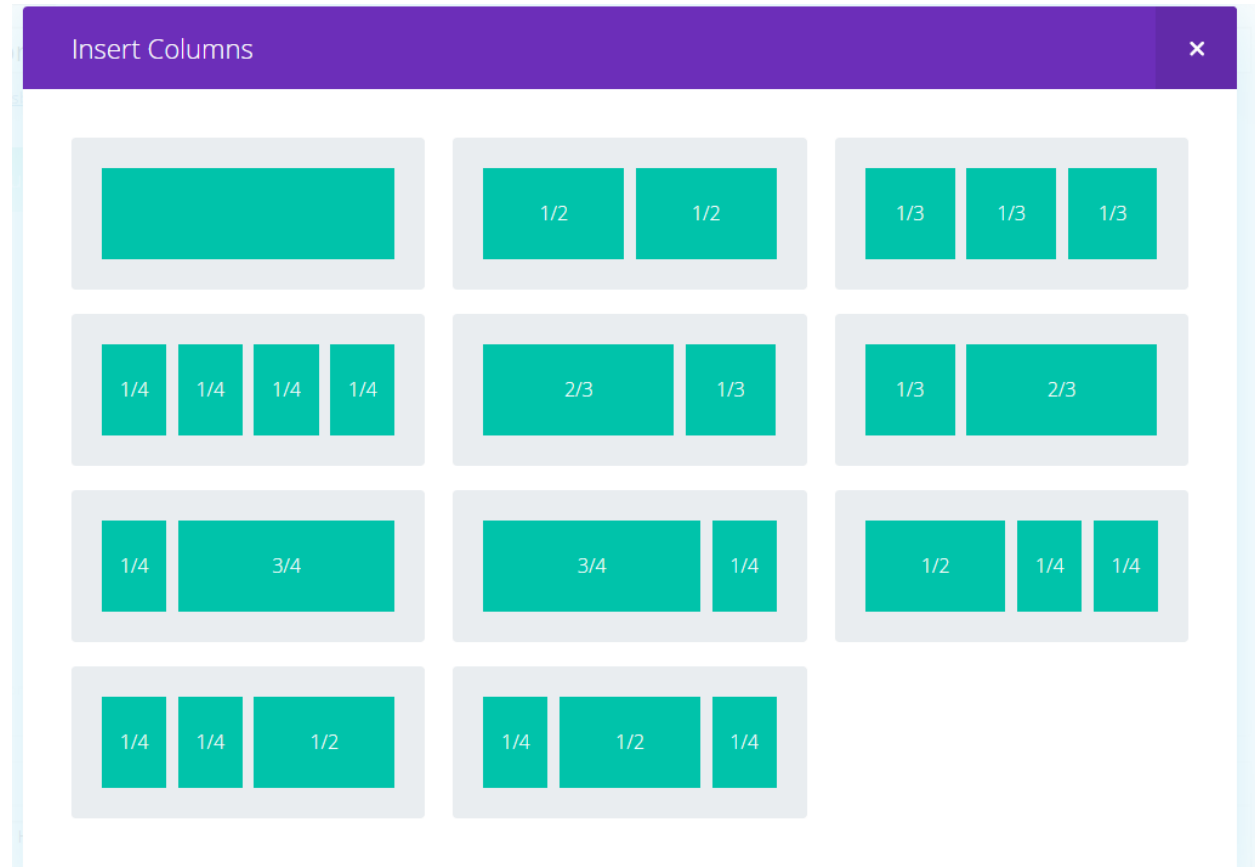 Insert Columns ×
1/2 1/2 1/3 1/3 1/3
1/4 1/4 1/4 1/4 2/3 1/3 1/3 2/3
1/4 3/4 3/4 1/4 1/2 1/4 1/4
1/4 1/4 1/2 1/4 1/2 1/4